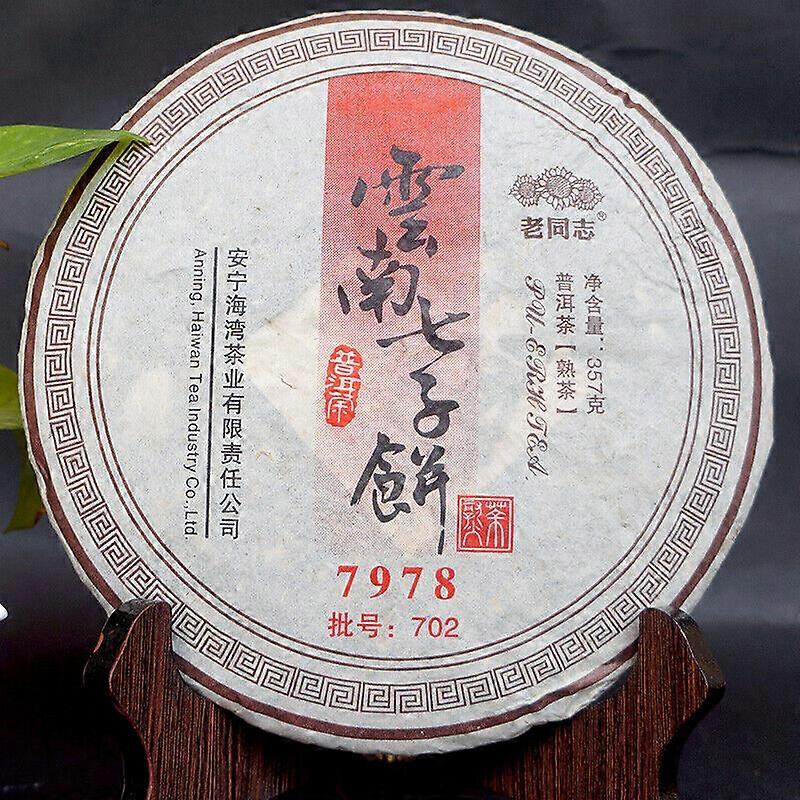 雲南七子餅
普洱茶
熟茶
7978
批号：702
老同志®
净含量：357克
普洱茶【熟茶】
PU-ERH TEA
安宁海湾茶业有限责任公司
Anning, Haiwan Tea Industry Co.,Ltd.